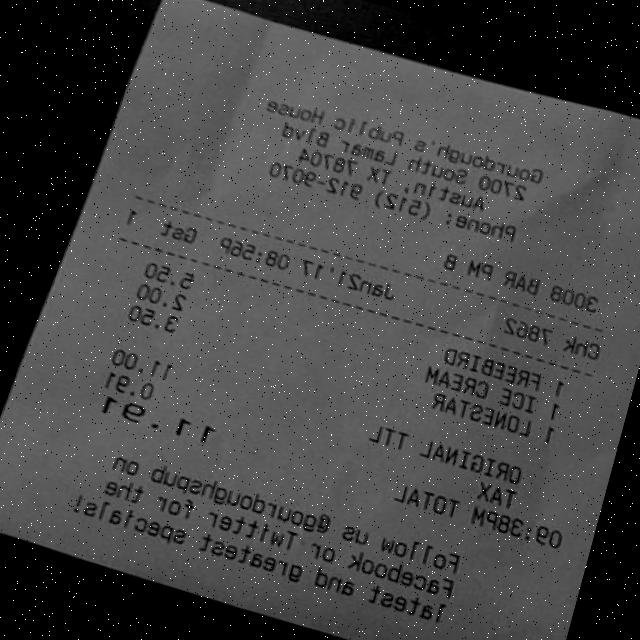 Gourdough's Public House
2700 South Lamar Blvd
Austin, TX 78704
Phone: (512) 912-9070
3008 BAR PM B
Chk 7862 Jan21'17 08:56P Gst 1
1 FREEBIRD 5.50
1 ICE CREAM 2.00
1 LONESTAR 3.50
ORIGINAL TTL 11.00
TAX 0.91
09:38PM TOTAL 11.91
Follow us @gourdoughspub on
Facebook or Twitter for the
latest and greatest specials!